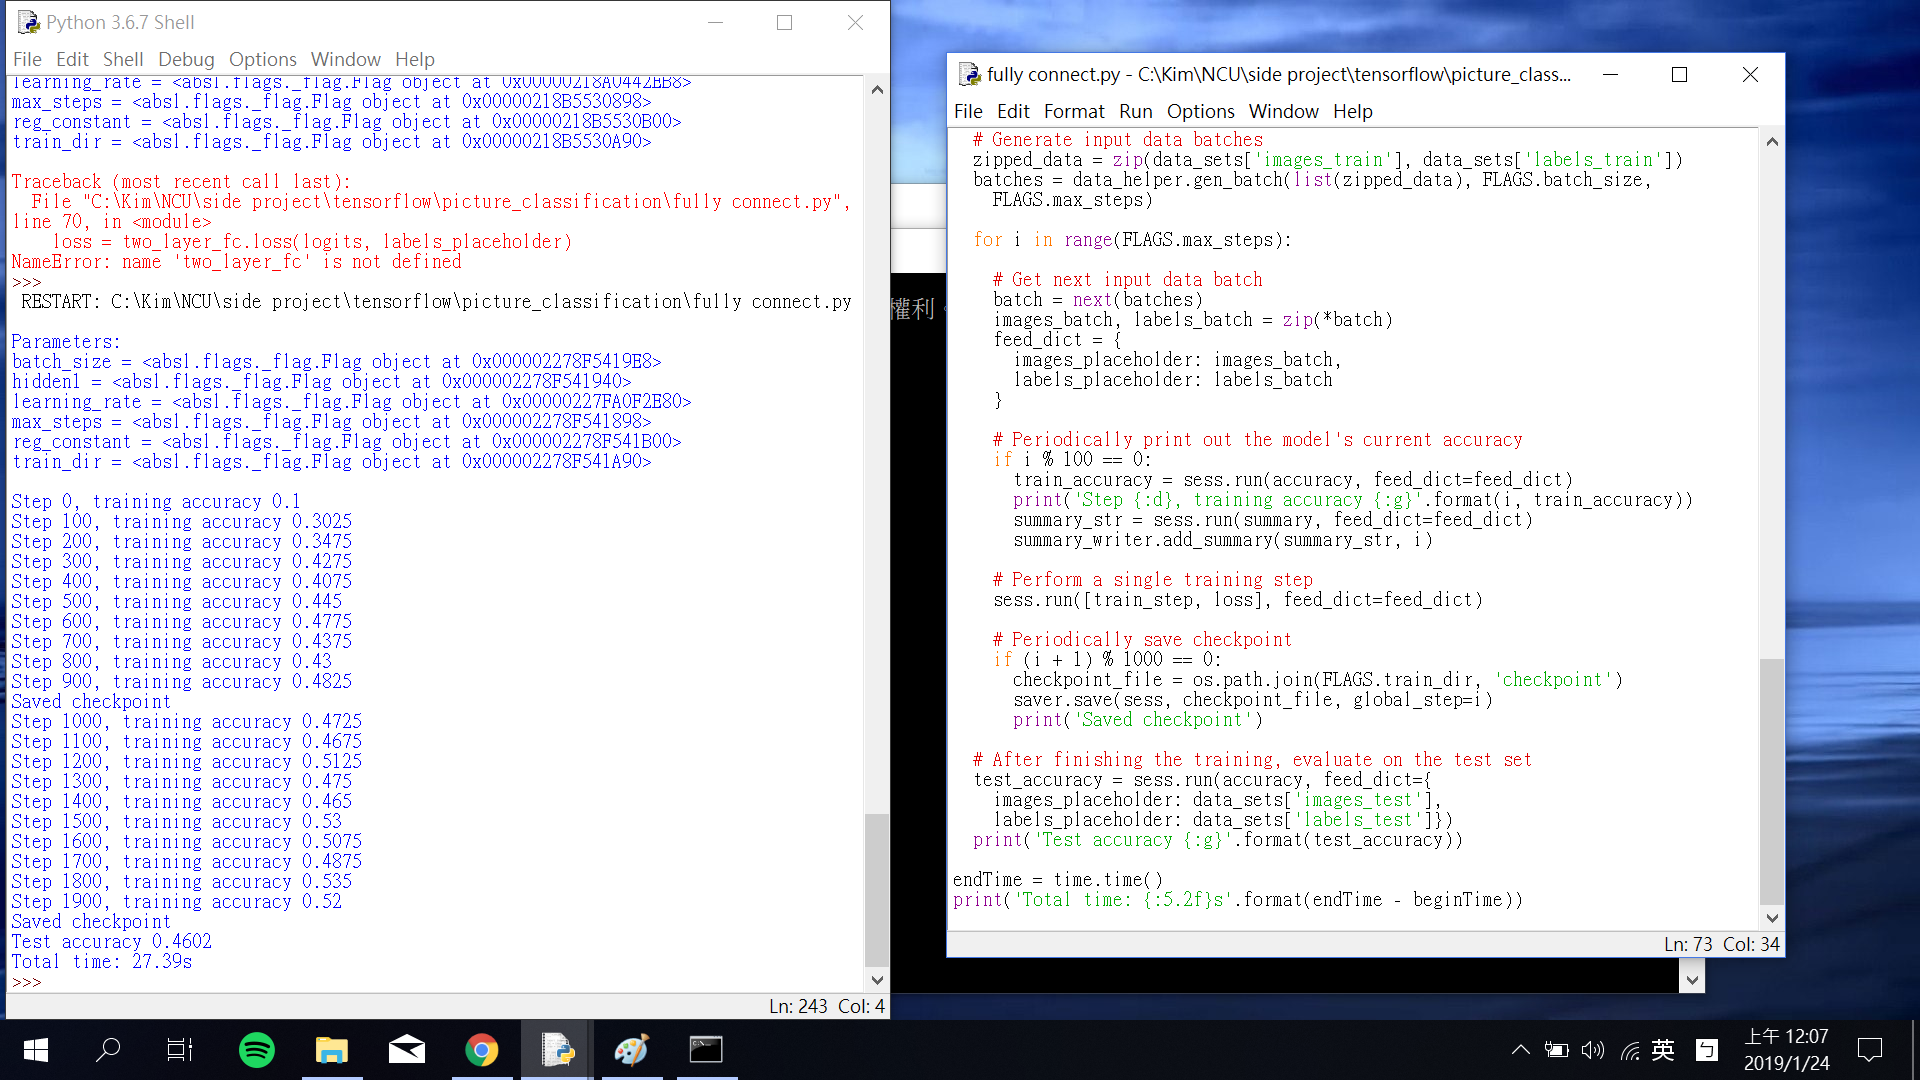 Python 3.6.7 Shell
File Edit Shell Debug Options Window Help
learning_rate = <absl.flags._flag.Flag object at 0x00000218A0442EB8>
max_steps = <absl.flags._flag.Flag object at 0x00000218B5530898>
reg_constant = <absl.flags._flag.Flag object at 0x00000218B5530B00>
train_dir = <absl.flags._flag.Flag object at 0x00000218B5530A90>
Traceback (most recent call last):
  File "C:\Kim\NCU\side project\tensorflow\picture_classification\fully connect.py",
line 70, in <module>
    loss = two_layer_fc.loss(logits, labels_placeholder)
NameError: name 'two_layer_fc' is not defined
>>>
 RESTART: C:\Kim\NCU\side project\tensorflow\picture_classification\fully connect.py
Parameters:
batch_size = <absl.flags._flag.Flag object at 0x000002278F5419E8>
hidden1 = <absl.flags._flag.Flag object at 0x000002278F541940>
learning_rate = <absl.flags._flag.Flag object at 0x00000227FA0F2E80>
max_steps = <absl.flags._flag.Flag object at 0x000002278F541898>
reg_constant = <absl.flags._flag.Flag object at 0x000002278F541B00>
train_dir = <absl.flags._flag.Flag object at 0x000002278F541A90>
Step 0, training accuracy 0.1
Step 100, training accuracy 0.3025
Step 200, training accuracy 0.3475
Step 300, training accuracy 0.4275
Step 400, training accuracy 0.4075
Step 500, training accuracy 0.445
Step 600, training accuracy 0.4775
Step 700, training accuracy 0.4375
Step 800, training accuracy 0.43
Step 900, training accuracy 0.4825
Saved checkpoint
Step 1000, training accuracy 0.4725
Step 1100, training accuracy 0.4675
Step 1200, training accuracy 0.5125
Step 1300, training accuracy 0.475
Step 1400, training accuracy 0.465
Step 1500, training accuracy 0.53
Step 1600, training accuracy 0.5075
Step 1700, training accuracy 0.4875
Step 1800, training accuracy 0.535
Step 1900, training accuracy 0.52
Saved checkpoint
Test accuracy 0.4602
Total time: 27.39s
>>>
Ln: 243 Col: 4
權利。
fully connect.py - C:\Kim\NCU\side project\tensorflow\picture_class...
File Edit Format Run Options Window Help
  # Generate input data batches
  zipped_data = zip(data_sets['images_train'], data_sets['labels_train'])
  batches = data_helper.gen_batch(list(zipped_data), FLAGS.batch_size,
    FLAGS.max_steps)
  for i in range(FLAGS.max_steps):
    # Get next input data batch
    batch = next(batches)
    images_batch, labels_batch = zip(*batch)
    feed_dict = {
      images_placeholder: images_batch,
      labels_placeholder: labels_batch
    }
    # Periodically print out the model's current accuracy
    if i % 100 == 0:
      train_accuracy = sess.run(accuracy, feed_dict=feed_dict)
      print('Step {:d}, training accuracy {:g}'.format(i, train_accuracy))
      summary_str = sess.run(summary, feed_dict=feed_dict)
      summary_writer.add_summary(summary_str, i)
    # Perform a single training step
    sess.run([train_step, loss], feed_dict=feed_dict)
    # Periodically save checkpoint
    if (i + 1) % 1000 == 0:
      checkpoint_file = os.path.join(FLAGS.train_dir, 'checkpoint')
      saver.save(sess, checkpoint_file, global_step=i)
      print('Saved checkpoint')
  # After finishing the training, evaluate on the test set
  test_accuracy = sess.run(accuracy, feed_dict={
    images_placeholder: data_sets['images_test'],
    labels_placeholder: data_sets['labels_test']})
  print('Test accuracy {:g}'.format(test_accuracy))
endTime = time.time()
print('Total time: {:5.2f}s'.format(endTime - beginTime))
Ln: 73 Col: 34
英
ㄅ
上午 12:07
2019/1/24